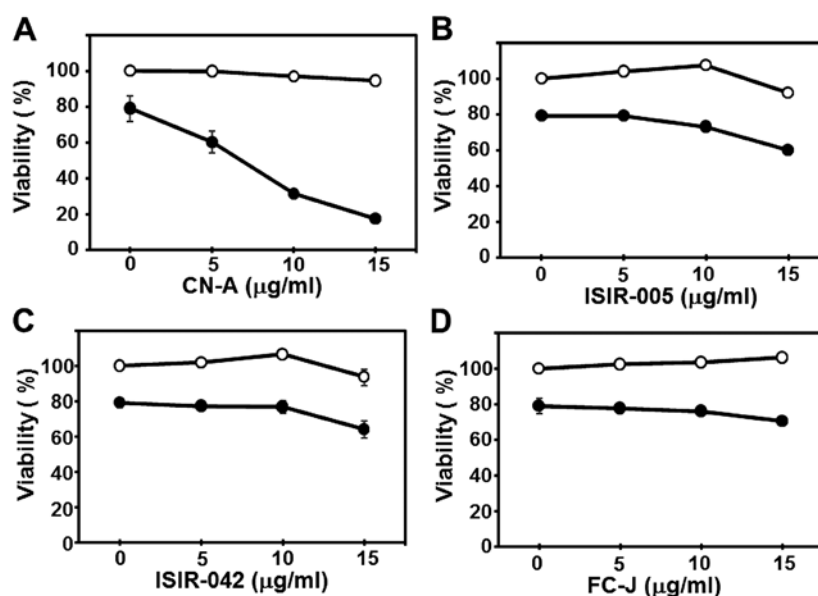 A
Viability ( %)
100
80
60
40
20
0
0 5 10 15
CN-A (μg/ml)
B
Viability ( %)
100
80
60
40
20
0
0 5 10 15
ISIR-005 (μg/ml)
C
Viability ( %)
100
80
60
40
20
0
0 5 10 15
ISIR-042 (μg/ml)
D
Viability ( %)
100
80
60
40
20
0
0 5 10 15
FC-J (μg/ml)